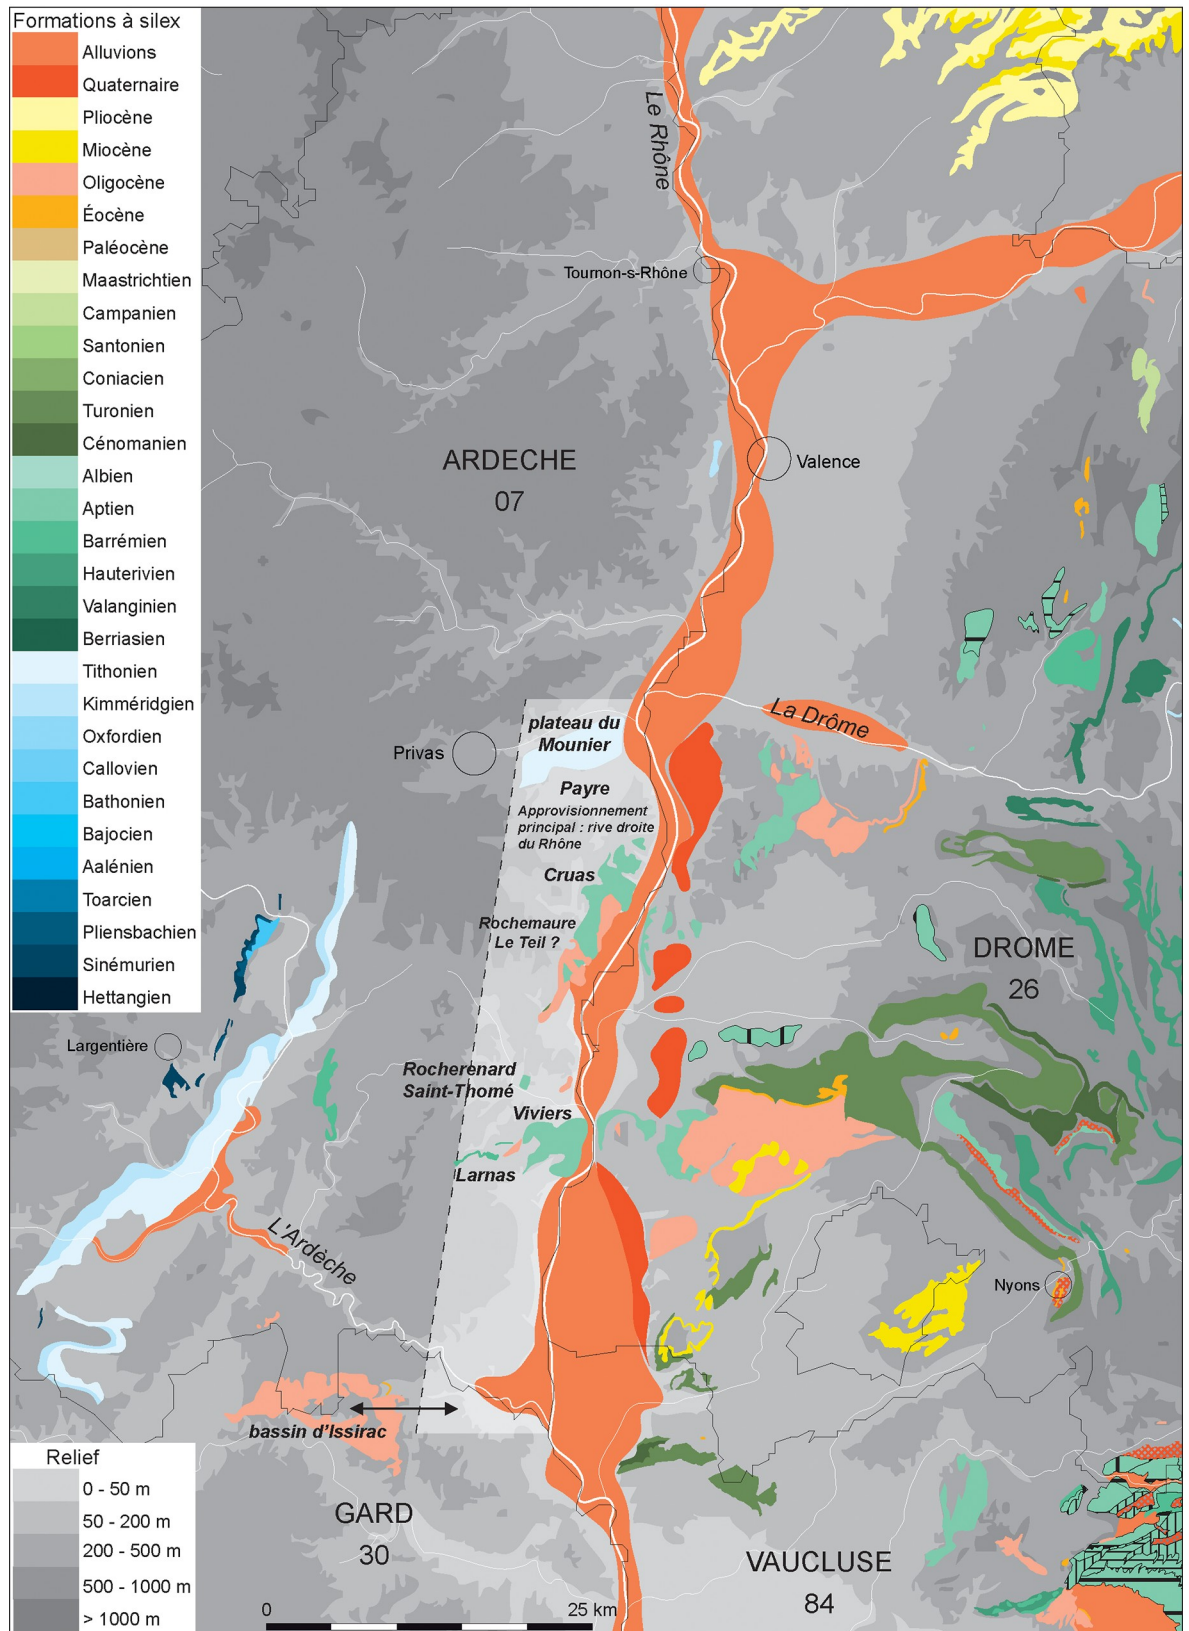 Formations à silex
Alluvions
Quaternaire
Pliocène
Miocène
Oligocène
Éocène
Paléocène
Maastrichtien
Campanien
Santonien
Coniacien
Turonien
Cénomanien
Albien
Aptien
Barrémien
Hauterivien
Valanginien
Berriasien
Tithonien
Kimméridgien
Oxfordien
Callovien
Bathonien
Bajocien
Aalénien
Toarcien
Pliensbachien
Sinémurien
Hettangien
Le Rhône
Tournon-s-Rhône
ARDECHE
07
Valence
La Drôme
plateau du
Mounier
Privas
Payre
Approvisionnement
principal : rive droite
du Rhône
Cruas
Rochemaure
Le Teil ?
DROME
26
Largentière
Rocherenard
Saint-Thomé
Viviers
Larnas
L'Ardèche
Nyons
bassin d'Issirac
Relief
0 - 50 m
50 - 200 m
200 - 500 m
500 - 1000 m
> 1000 m
GARD
30
VAUCLUSE
84
0
25 km